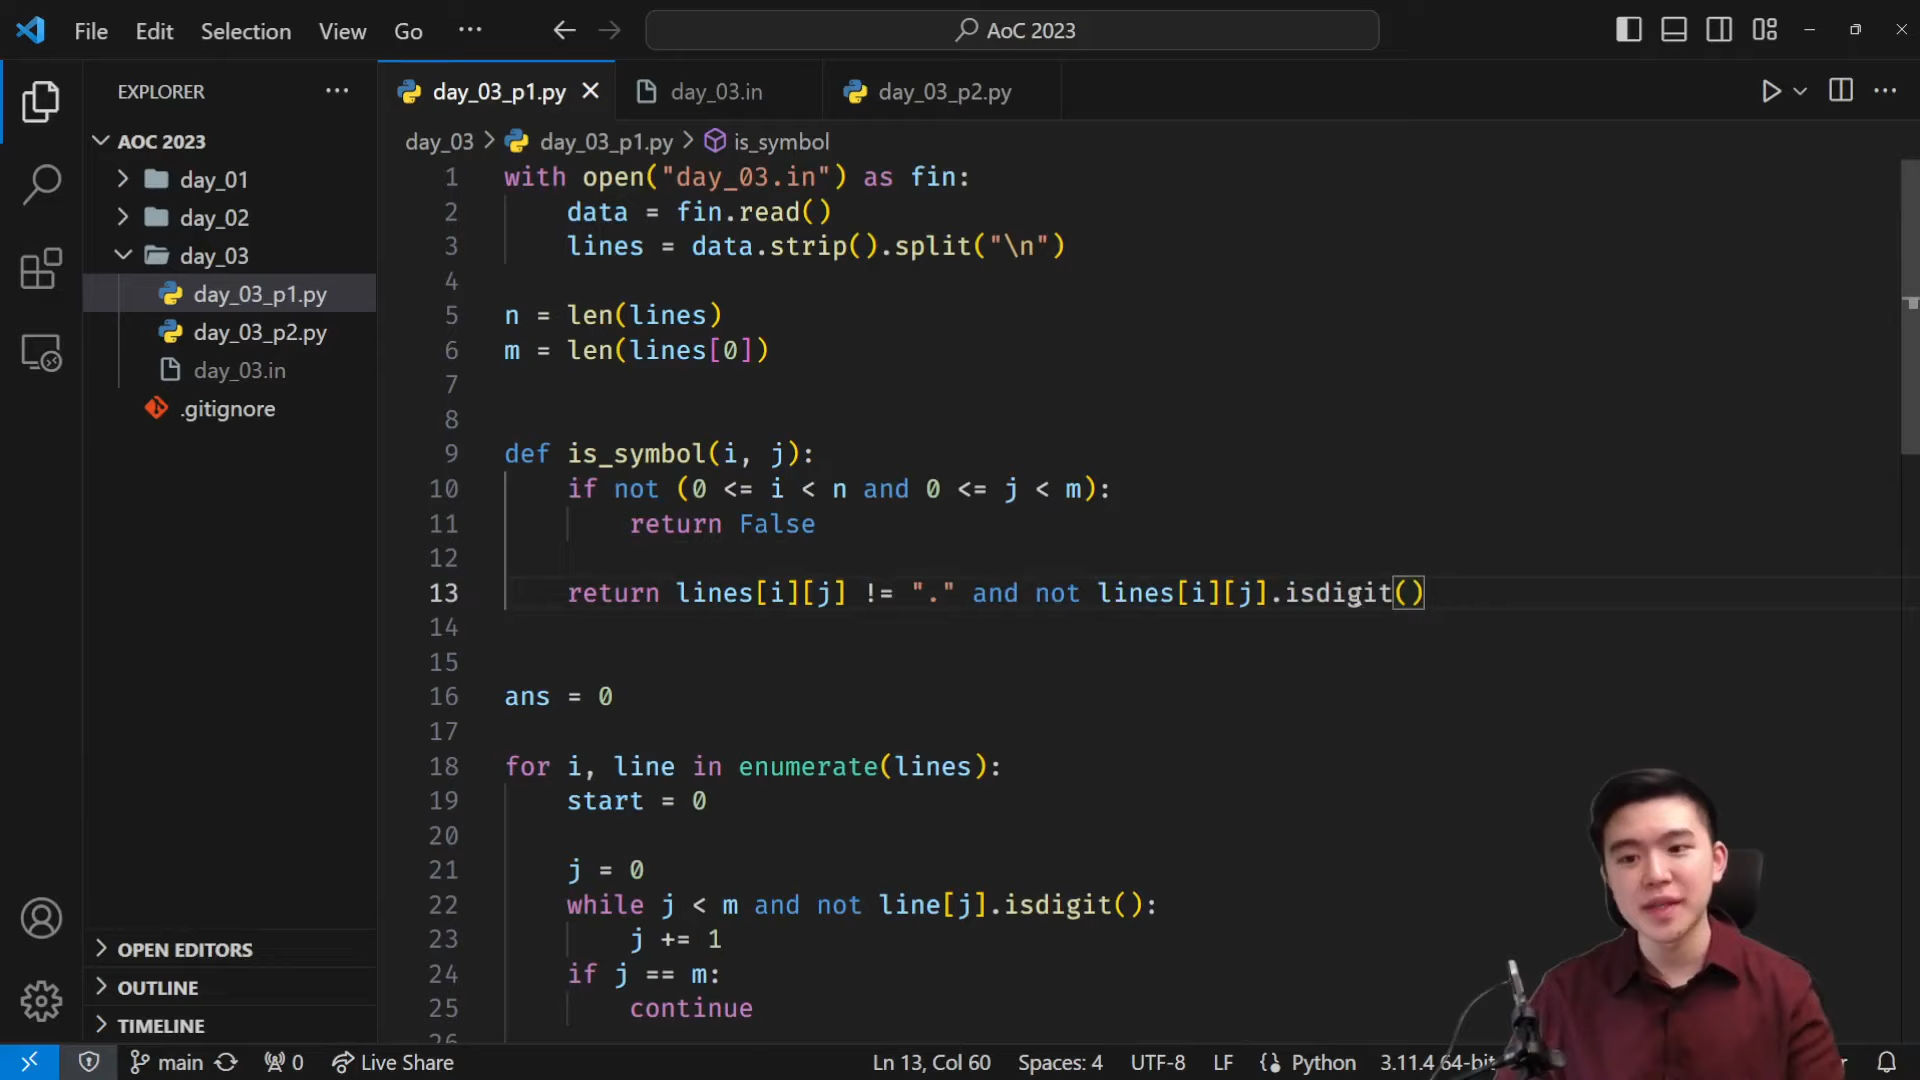 File Edit Selection View Go ··· AoC 2023
EXPLORER ···
AOC 2023
day_01
day_02
day_03
day_03_p1.py
day_03_p2.py
day_03.in
.gitignore
OPEN EDITORS
OUTLINE
TIMELINE
day_03_p1.py day_03.in day_03_p2.py
day_03 > day_03_p1.py > is_symbol
1 with open("day_03.in") as fin:
2     data = fin.read()
3     lines = data.strip().split("\n")
4
5 n = len(lines)
6 m = len(lines[0])
7
8
9 def is_symbol(i, j):
10     if not (0 <= i < n and 0 <= j < m):
11         return False
12
13     return lines[i][j] != "." and not lines[i][j].isdigit()
14
15
16 ans = 0
17
18 for i, line in enumerate(lines):
19     start = 0
20
21     j = 0
22     while j < m and not line[j].isdigit():
23         j += 1
24     if j == m:
25         continue
main 0 Live Share Ln 13, Col 60 Spaces: 4 UTF-8 LF Python 3.11.4 64-bit